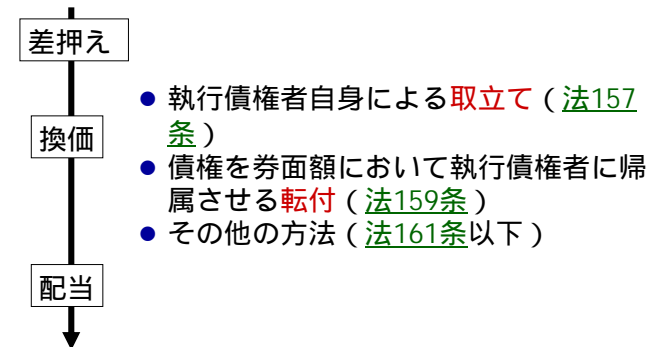 差押え
● 執行債権者自身による取立て（法157
条）
換価
● 債権を券面額において執行債権者に帰
属させる転付（法159条）
● その他の方法（法161条以下）
配当